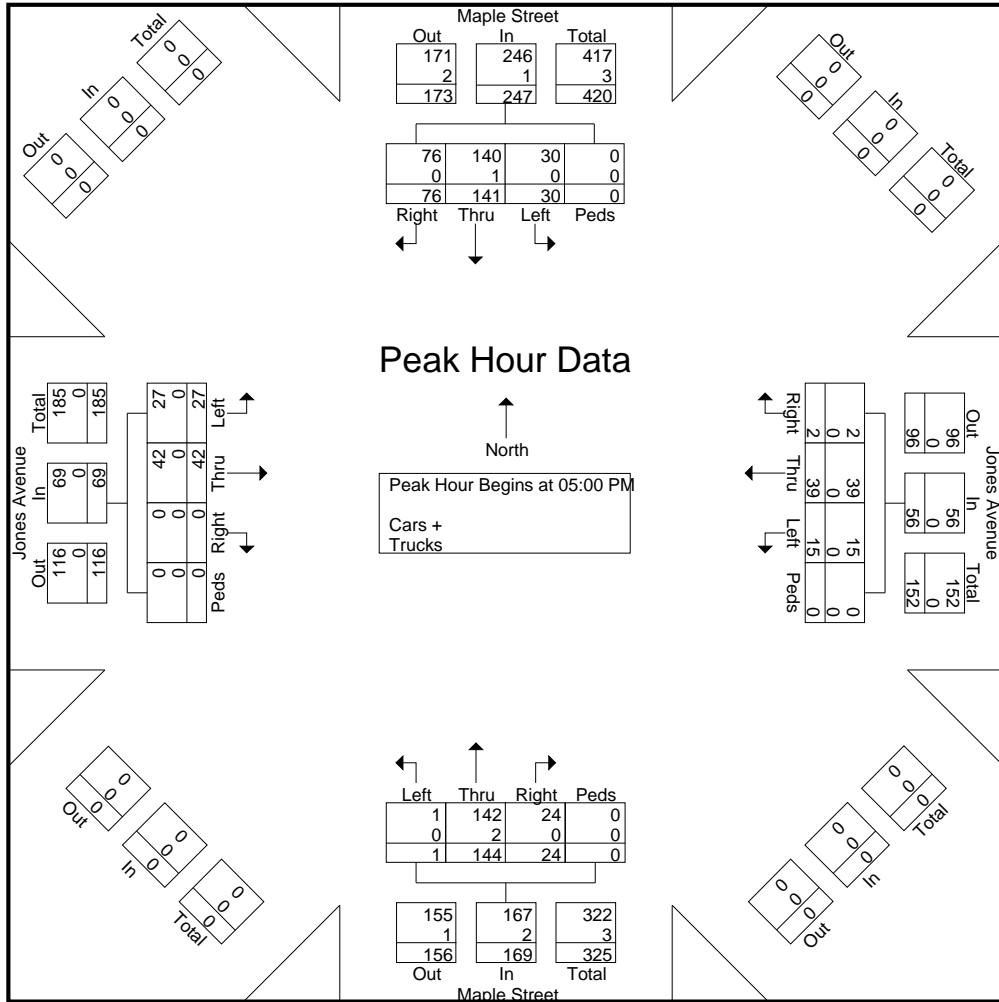 Maple Street
Out In Total
171 246 417
2 1 3
173 247 420
76 140 30 0
0 1 0 0
76 141 30 0
Right Thru Left Peds
Total
0
0
0
In
0
0
0
Out
0
0
0
Out
0
0
0
In
0
0
0
Total
0
0
0
Peak Hour Data
North
Peak Hour Begins at 05:00 PM
Cars +
Trucks
Jones Avenue
Total
185
0
185
In
69
0
69
Out
116
0
116
27 0 27 Left
42 0 42 Thru
0 0 0 Right
0 0 0 Peds
Right 2 0 2
Thru 39 0 39
Left 15 0 15
Peds 0 0 0
Out
96
0
96
In
56
0
56
Total
152
0
152
Jones Avenue
Left Thru Right Peds
1 142 24 0
0 2 0 0
1 144 24 0
155 167 322
1 2 3
156 169 325
Out In Total
Maple Street
0
0
0
Out
0
0
0
In
0
0
0
Total
0
0
0
Total
0
0
0
In
0
0
0
Out